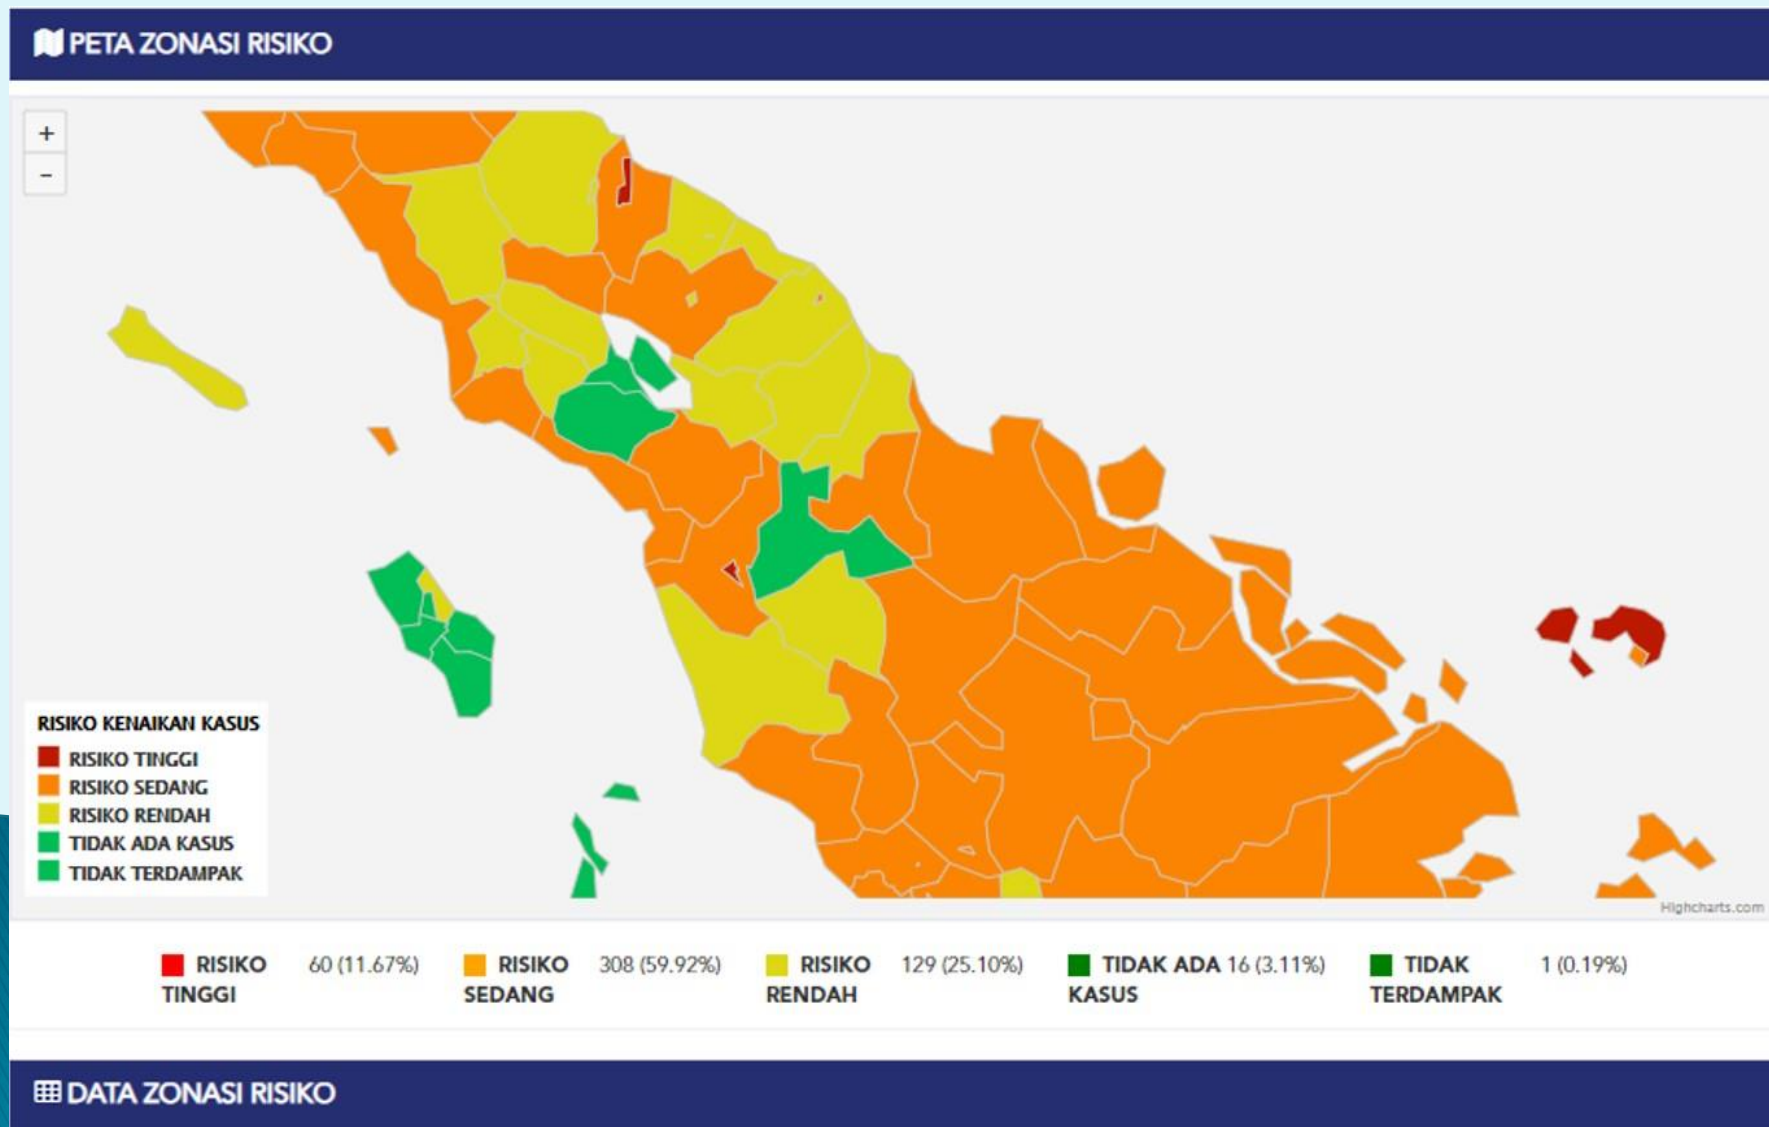 PETA ZONASI RISIKO
+
−
RISIKO KENAIKAN KASUS
RISIKO TINGGI
RISIKO SEDANG
RISIKO RENDAH
TIDAK ADA KASUS
TIDAK TERDAMPAK
Highcharts.com
RISIKO TINGGI 60 (11.67%)
RISIKO SEDANG 308 (59.92%)
RISIKO RENDAH 129 (25.10%)
TIDAK ADA KASUS 16 (3.11%)
TIDAK TERDAMPAK 1 (0.19%)
DATA ZONASI RISIKO